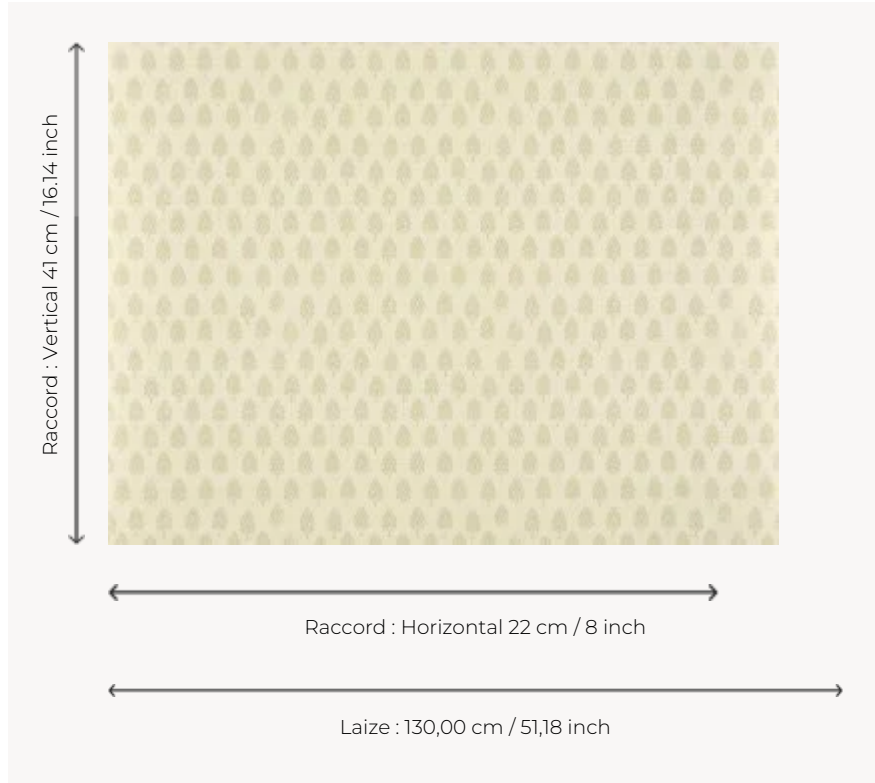 Raccord : Vertical 41 cm / 16.14 inch
Raccord : Horizontal 22 cm / 8 inch
Laize : 130,00 cm / 51,18 inch